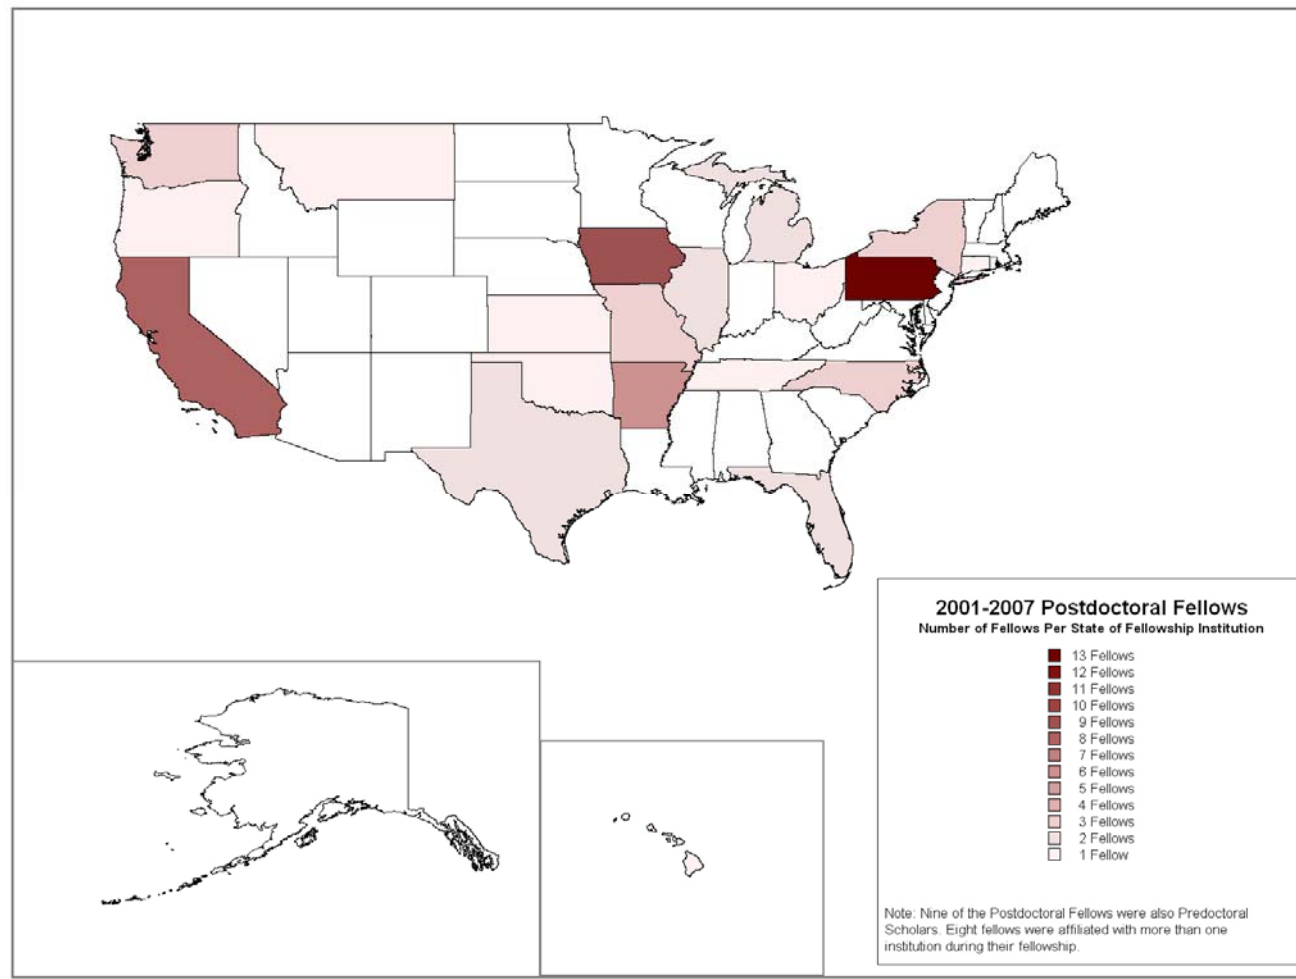 2001-2007 Postdoctoral Fellows
Number of Fellows Per State of Fellowship Institution
13 Fellows
12 Fellows
11 Fellows
10 Fellows
9 Fellows
8 Fellows
7 Fellows
6 Fellows
5 Fellows
4 Fellows
3 Fellows
2 Fellows
1 Fellow
Note: Nine of the Postdoctoral Fellows were also Predoctoral
Scholars. Eight fellows were affiliated with more than one
institution during their fellowship.